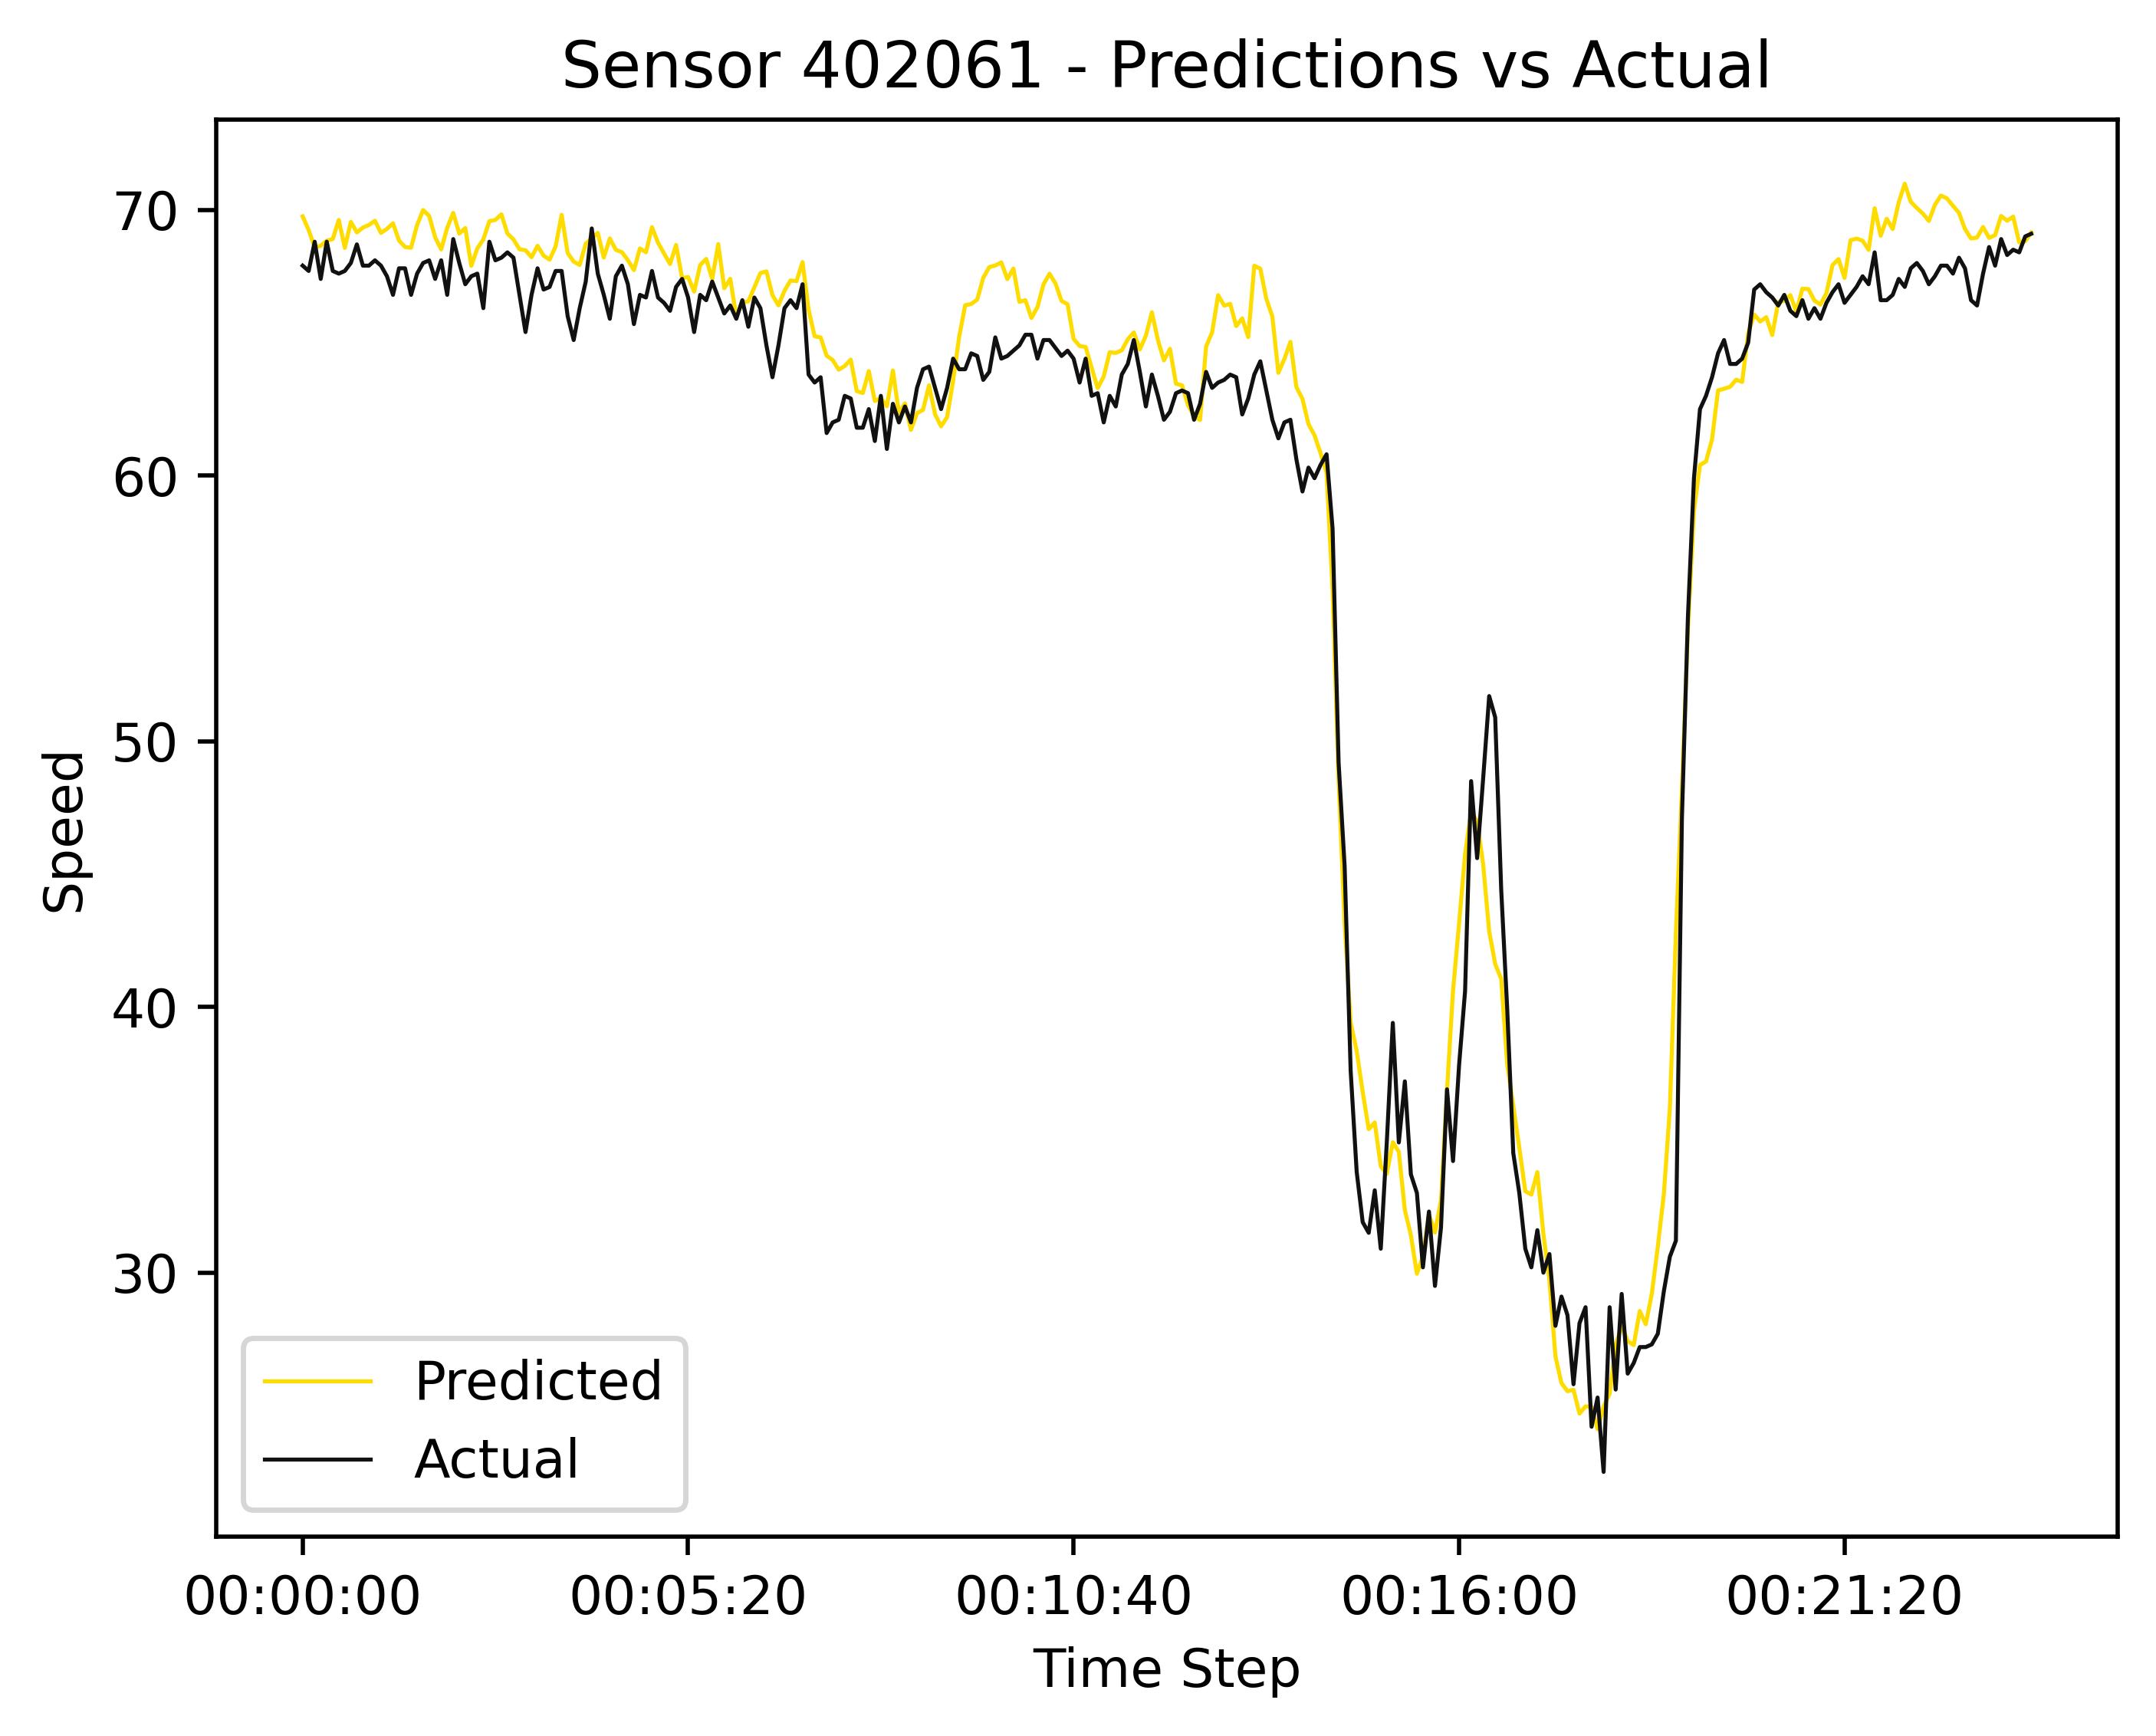 Sensor 402061 - Predictions vs Actual
70
60
50
40
30
Speed
Predicted
Actual
00:00:00 00:05:20 00:10:40 00:16:00 00:21:20
Time Step